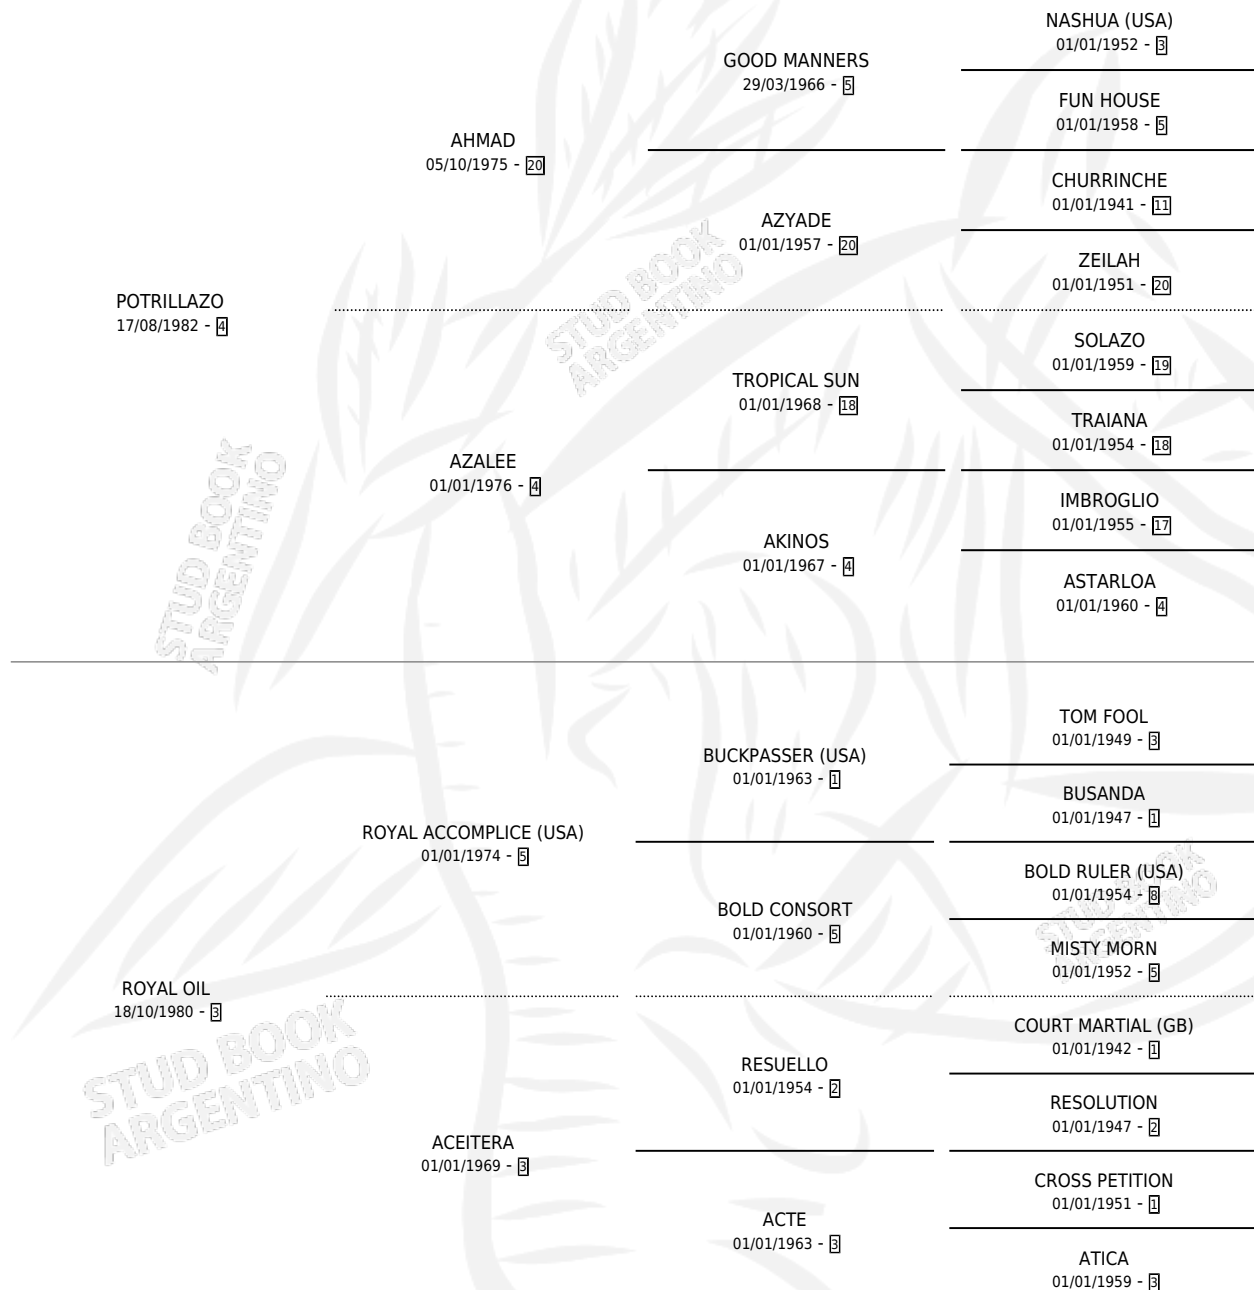 NASHUA (USA)
01/01/1952 - 3
GOOD MANNERS
29/03/1966 - 5
FUN HOUSE
01/01/1958 - 5
AHMAD
05/10/1975 - 20
CHURRINCHE
01/01/1941 - 11
AZYADE
01/01/1957 - 20
ZEILAH
01/01/1951 - 20
POTRILLAZO
17/08/1982 - 4
SOLAZO
01/01/1959 - 19
TROPICAL SUN
01/01/1968 - 18
TRAIANA
01/01/1954 - 18
AZALEE
01/01/1976 - 4
IMBROGLIO
01/01/1955 - 17
AKINOS
01/01/1967 - 4
ASTARLOA
01/01/1960 - 4
TOM FOOL
01/01/1949 - 3
BUCKPASSER (USA)
01/01/1963 - 1
BUSANDA
01/01/1947 - 1
ROYAL ACCOMPLICE (USA)
01/01/1974 - 5
BOLD RULER (USA)
01/01/1954 - 8
BOLD CONSORT
01/01/1960 - 5
MISTY MORN
01/01/1952 - 5
ROYAL OIL
18/10/1980 - 3
COURT MARTIAL (GB)
01/01/1942 - 1
RESUELLO
01/01/1954 - 2
RESOLUTION
01/01/1947 - 2
ACEITERA
01/01/1969 - 3
CROSS PETITION
01/01/1951 - 1
ACTE
01/01/1963 - 3
ATICA
01/01/1959 - 3
STUD BOOK
ARGENTINO
STUD BOOK
ARGENTINO
STUD BOOK
ARGENTINO
STUD BOOK
ARGENTINO